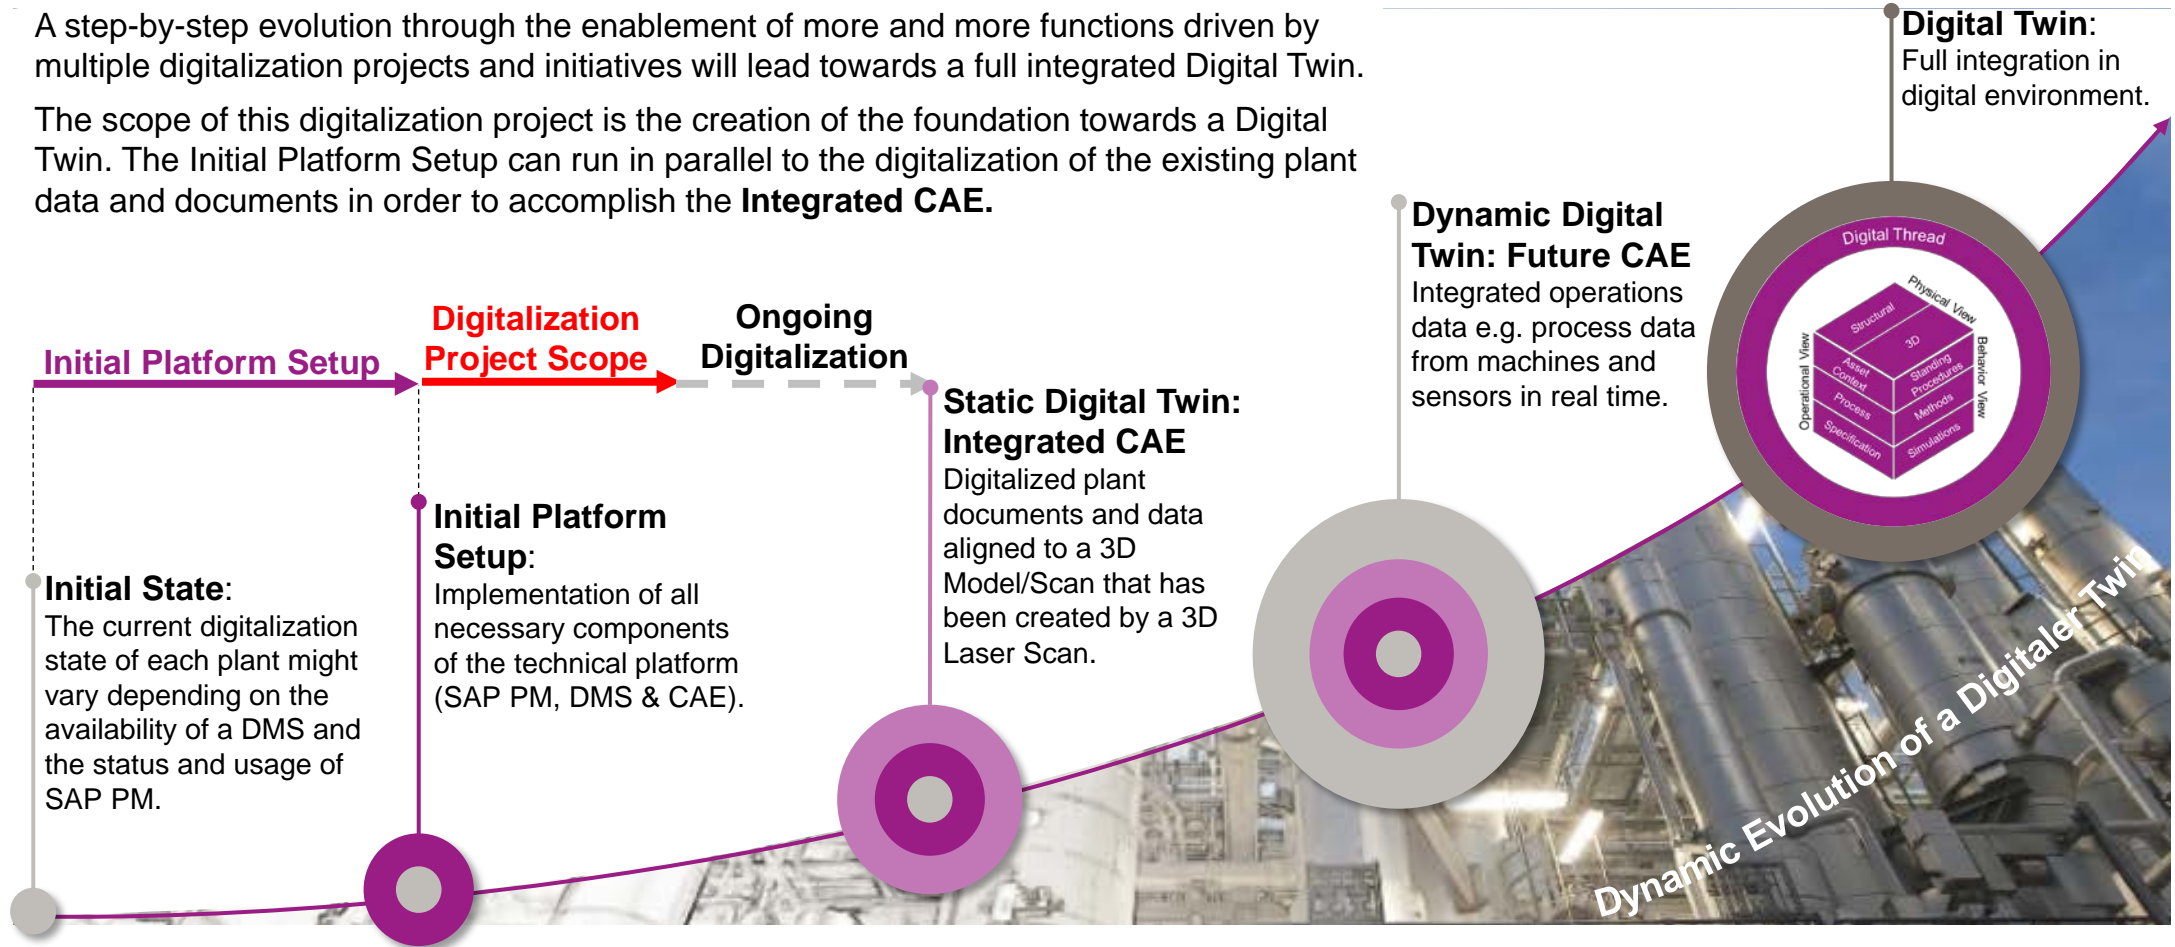 A step-by-step evolution through the enablement of more and more functions driven by
multiple digitalization projects and initiatives will lead towards a full integrated Digital Twin.
The scope of this digitalization project is the creation of the foundation towards a Digital
Twin. The Initial Platform Setup can run in parallel to the digitalization of the existing plant
data and documents in order to accomplish the Integrated CAE.
Initial Platform Setup
Digitalization
Project Scope
Ongoing
Digitalization
Initial State:
The current digitalization
state of each plant might
vary depending on the
availability of a DMS and
the status and usage of
SAP PM.
Initial Platform
Setup:
Implementation of all
necessary components
of the technical platform
(SAP PM, DMS & CAE).
Static Digital Twin:
Integrated CAE
Digitalized plant
documents and data
aligned to a 3D
Model/Scan that has
been created by a 3D
Laser Scan.
Dynamic Digital
Twin: Future CAE
Integrated operations
data e.g. process data
from machines and
sensors in real time.
Digital Twin:
Full integration in
digital environment.
Digital Thread
Physical View
Structural
3D
Operational View
Asset
Context
Process
Specification
Standing
Procedures
Methods
Simulations
Behavior View
Dynamic Evolution of a Digitaler Twin